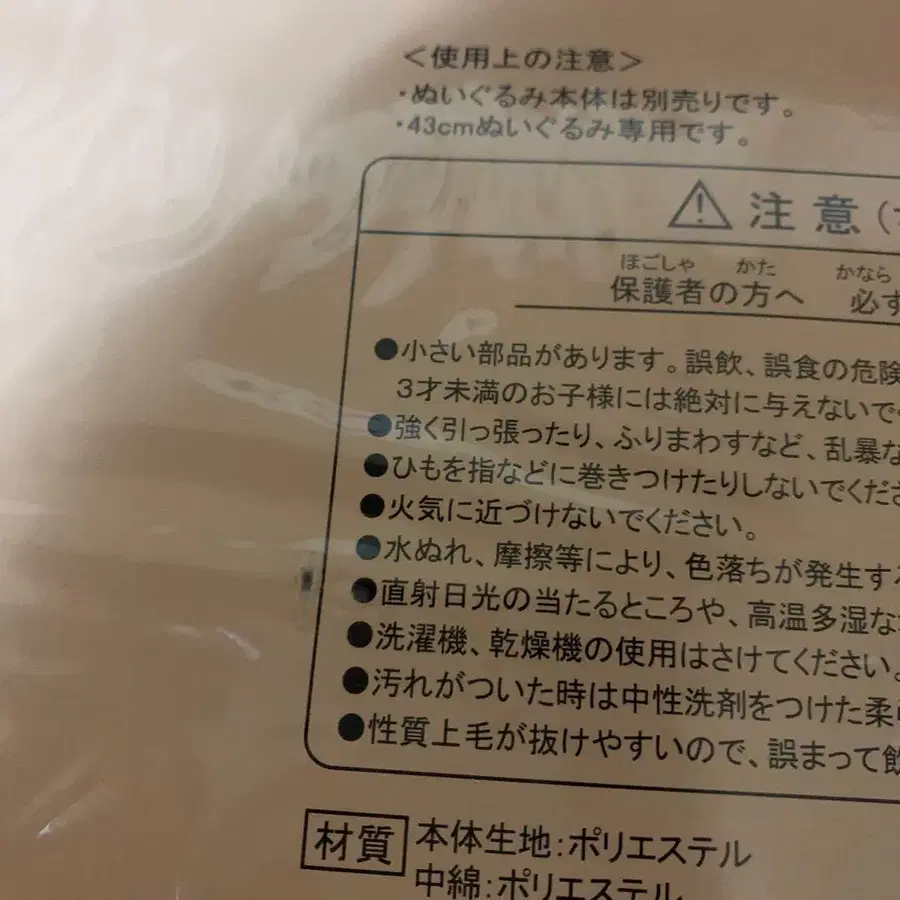 ＜使用上の注意＞
・ぬいぐるみ本体は別売りです。
・43cmぬいぐるみ専用です。
⚠ 注意（
ほごしゃ かた かなら
保護者の方へ 必ず
●小さい部品があります。誤飲、誤食の危険
3才未満のお子様には絶対に与えないで
●強く引っ張ったり、ふりまわすなど、乱暴な
●ひもを指などに巻きつけたりしないでくださ
●火気に近づけないでください。
●水ぬれ、摩擦等により、色落ちが発生する
●直射日光の当たるところや、高温多湿な
●洗濯機、乾燥機の使用はさけてください。
●汚れがついた時は中性洗剤をつけた柔ら
●性質上毛が抜けやすいので、誤まって飲
材質 本体生地：ポリエステル
中綿：ポリエステル